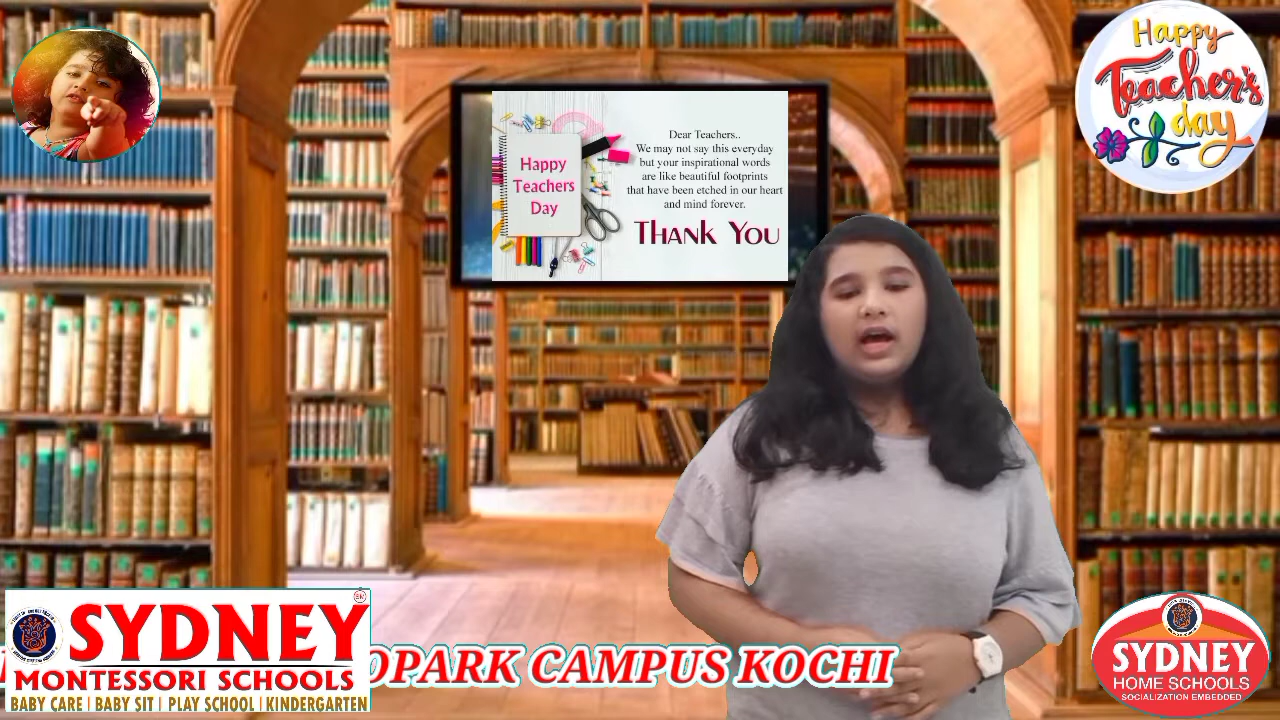 Happy
Teacher's
day
Happy
Teachers
Day
Dear Teachers..
We may not say this everyday
but your inspirational words
are like beautiful footprints
that have been etched in our heart
and mind forever.
THANK YOU
SYDNEY
SM
MONTESSORI SCHOOLS
BABY CARE | BABY SIT | PLAY SCHOOL | KINDERGARTEN
OPARK CAMPUS KOCHI
SYDNEY
HOME SCHOOLS
SOCIALIZATION EMBEDDED